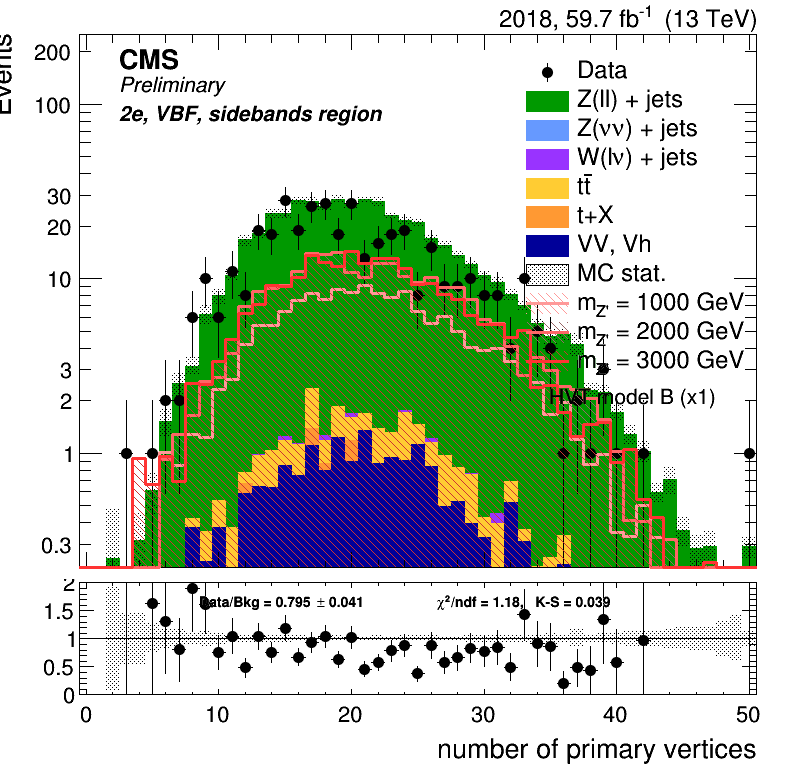 2018, 59.7 fb⁻¹ (13 TeV)
Events
CMS
Preliminary
2e, VBF, sidebands region
Data
Z(ll) + jets
Z(νν) + jets
W(lν) + jets
tt̄
t+X
VV, Vh
MC stat.
m_Z' = 1000 GeV
m_Z' = 2000 GeV
m_Z' = 3000 GeV
HVT model B (x1)
200
100
30
20
10
3
2
1
0.3
Data/Bkg = 0.795 ± 0.041
χ²/ndf = 1.18, K-S = 0.039
2
1.5
1
0.5
0
0 10 20 30 40 50
number of primary vertices